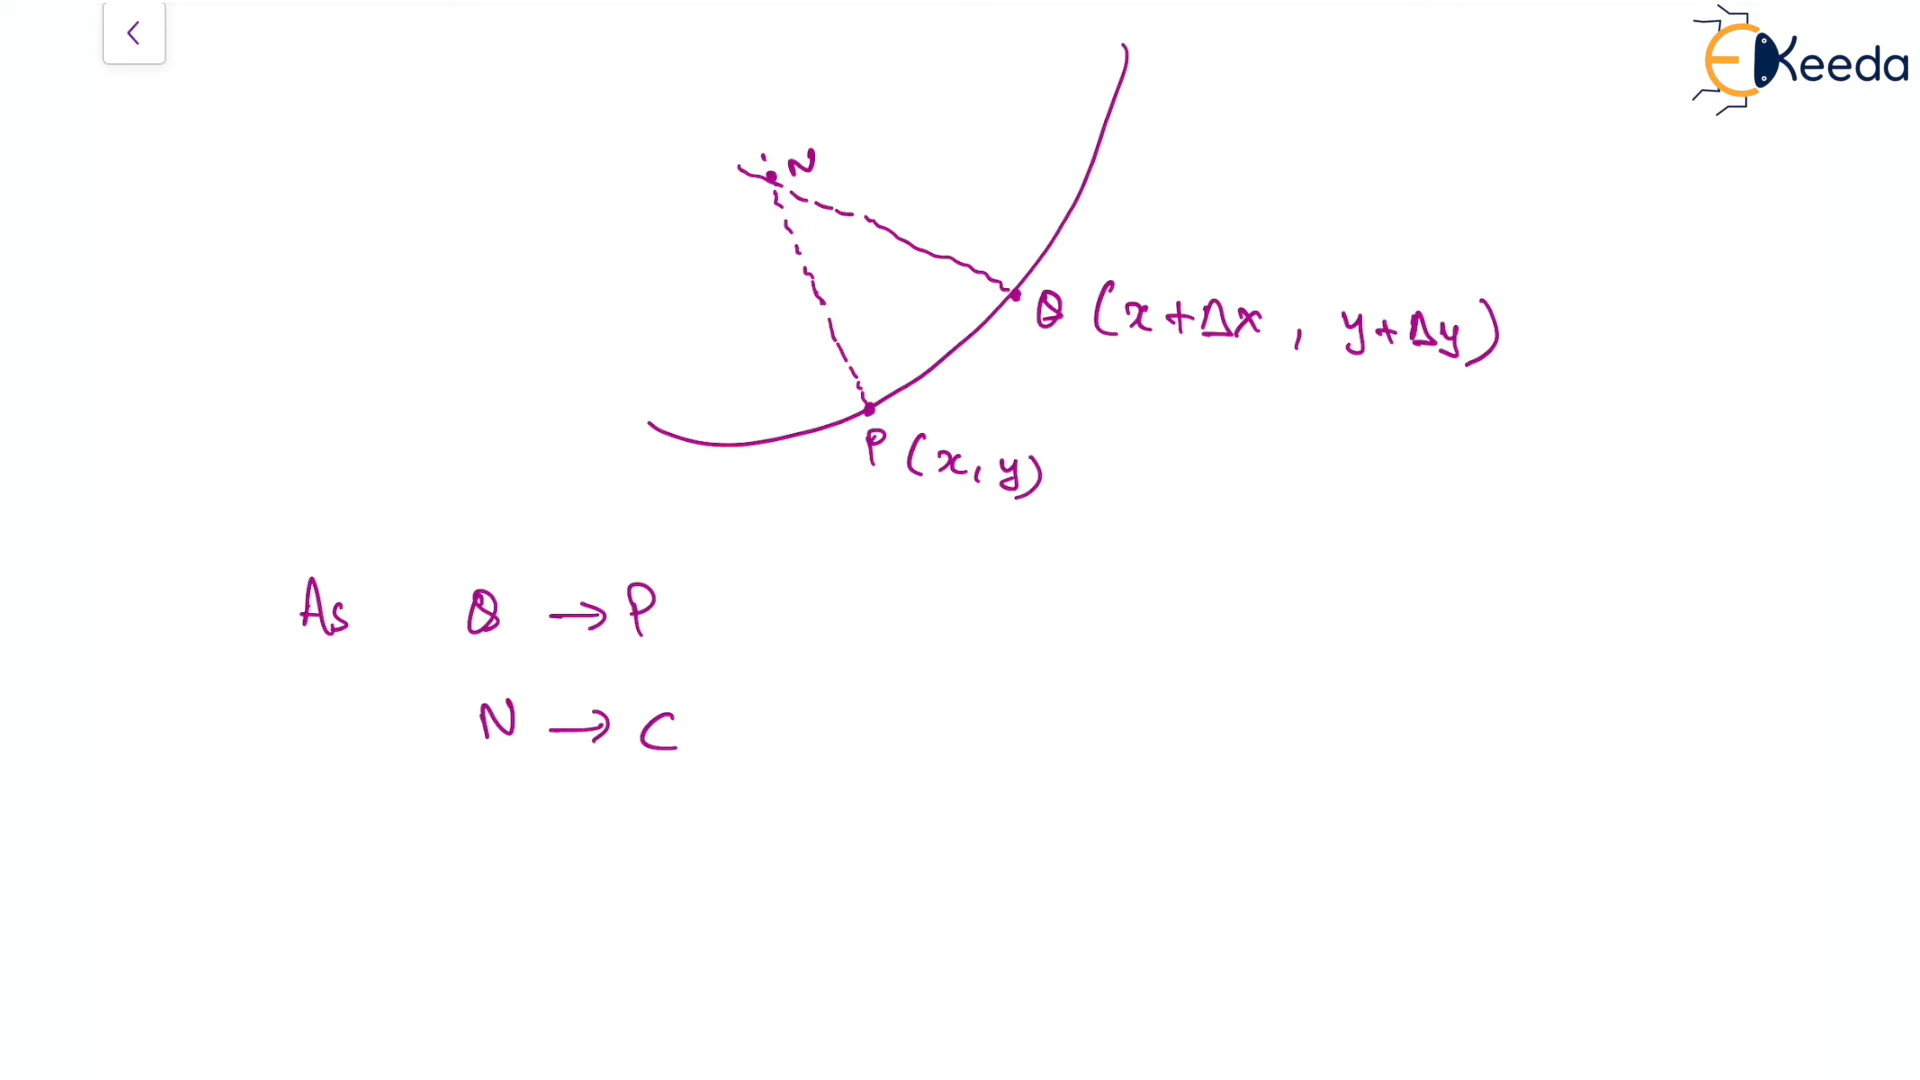 EKeeda
N
Q (x+Δx, y+Δy)
P (x, y)
As Q → P
N → C